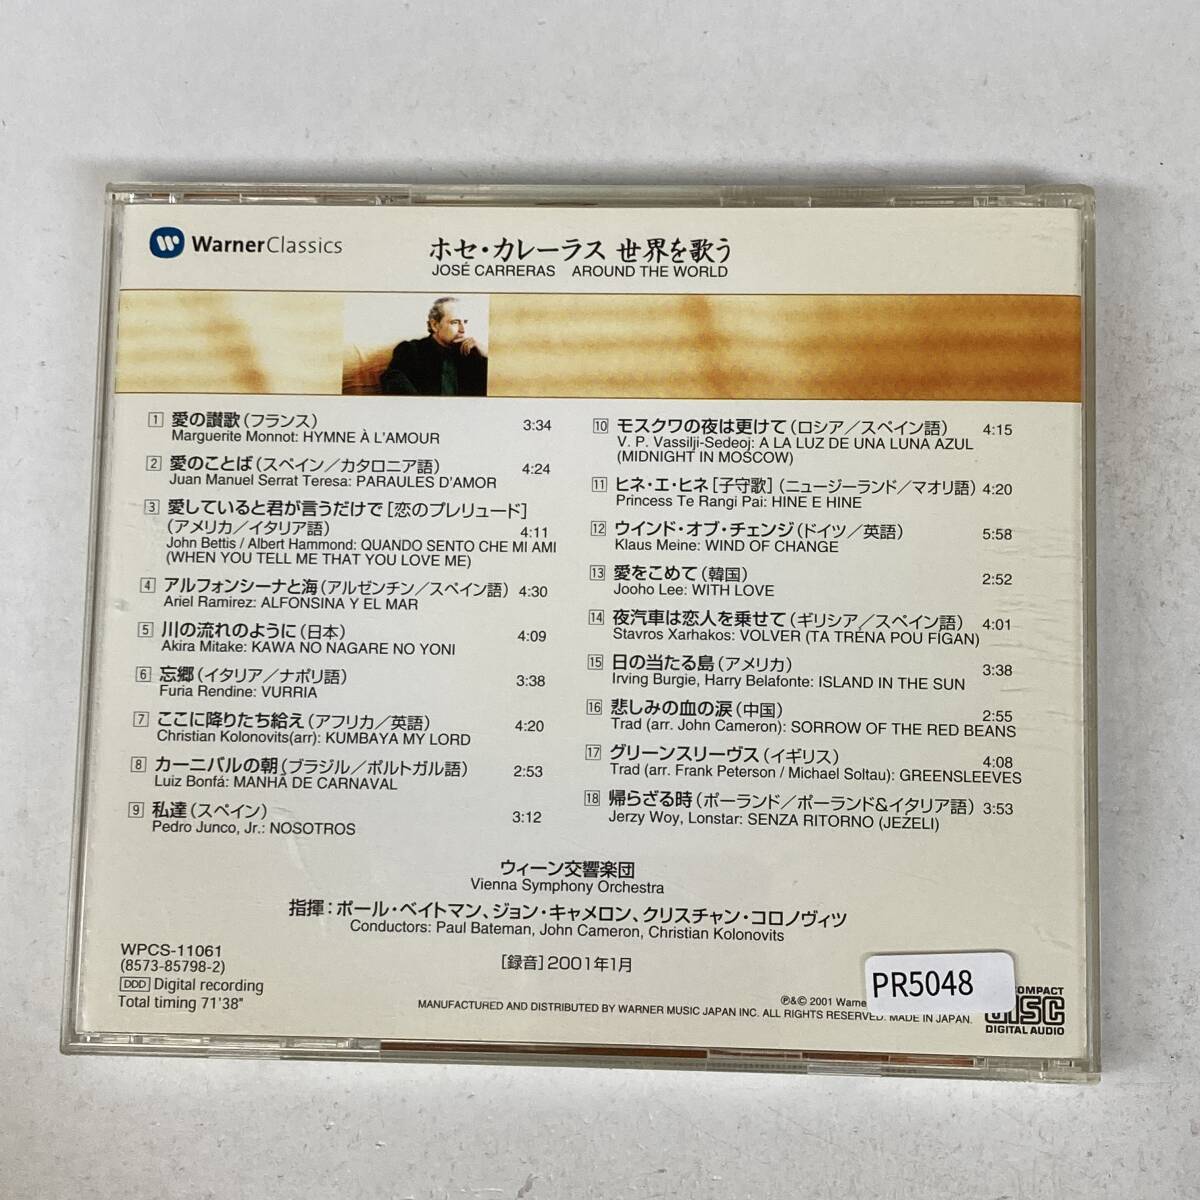 WarnerClassics
ホセ・カレーラス 世界を歌う
JOSÉ CARRERAS AROUND THE WORLD
1 愛の讃歌(フランス) 3:34
Marguerite Monnot: HYMNE À L'AMOUR
2 愛のことば(スペイン/カタロニア語) 4:24
Juan Manuel Serrat Teresa: PARAULES D'AMOR
3 愛していると君が言うだけで[恋のプレリュード]
(アメリカ/イタリア語) 4:11
John Bettis / Albert Hammond: QUANDO SENTO CHE MI AMI
(WHEN YOU TELL ME THAT YOU LOVE ME)
4 アルフォンシーナと海(アルゼンチン/スペイン語) 4:30
Ariel Ramirez: ALFONSINA Y EL MAR
5 川の流れのように(日本) 4:09
Akira Mitake: KAWA NO NAGARE NO YONI
6 忘郷(イタリア/ナポリ語) 3:38
Furia Rendine: VURRIA
7 ここに降りたち給え(アフリカ/英語) 4:20
Christian Kolonovits(arr): KUMBAYA MY LORD
8 カーニバルの朝(ブラジル/ポルトガル語) 2:53
Luiz Bonfá: MANHÃ DE CARNAVAL
9 私達(スペイン) 3:12
Pedro Junco, Jr.: NOSOTROS
10 モスクワの夜は更けて(ロシア/スペイン語) 4:15
V. P. Vassilji-Sedeoj: A LA LUZ DE UNA LUNA AZUL
(MIDNIGHT IN MOSCOW)
11 ヒネ・エ・ヒネ[子守歌](ニュージーランド/マオリ語) 4:20
Princess Te Rangi Pai: HINE E HINE
12 ウインド・オブ・チェンジ(ドイツ/英語) 5:58
Klaus Meine: WIND OF CHANGE
13 愛をこめて(韓国) 2:52
Jooho Lee: WITH LOVE
14 夜汽車は恋人を乗せて(ギリシア/スペイン語) 4:01
Stavros Xarhakos: VOLVER (TA TRÉNA POU FÍGAN)
15 日の当たる島(アメリカ) 3:38
Irving Burgie, Harry Belafonte: ISLAND IN THE SUN
16 悲しみの血の涙(中国) 2:55
Trad (arr. John Cameron): SORROW OF THE RED BEANS
17 グリーンスリーヴス(イギリス) 4:08
Trad (arr. Frank Peterson / Michael Soltau): GREENSLEEVES
18 帰らざる時(ポーランド/ポーランド&イタリア語) 3:53
Jerzy Woy, Lonstar: SENZA RITORNO (JEZELI)
ウィーン交響楽団
Vienna Symphony Orchestra
指揮:ポール・ベイトマン、ジョン・キャメロン、クリスチャン・コロノヴィツ
Conductors: Paul Bateman, John Cameron, Christian Kolonovits
[録音]2001年1月
WPCS-11061
(8573-85798-2)
DDD Digital recording
Total timing 71'38"
PR5048
℗&© 2001 Warner
MANUFACTURED AND DISTRIBUTED BY WARNER MUSIC JAPAN INC. ALL RIGHTS RESERVED. MADE IN JAPAN.
COMPACT
DISC
DIGITAL AUDIO